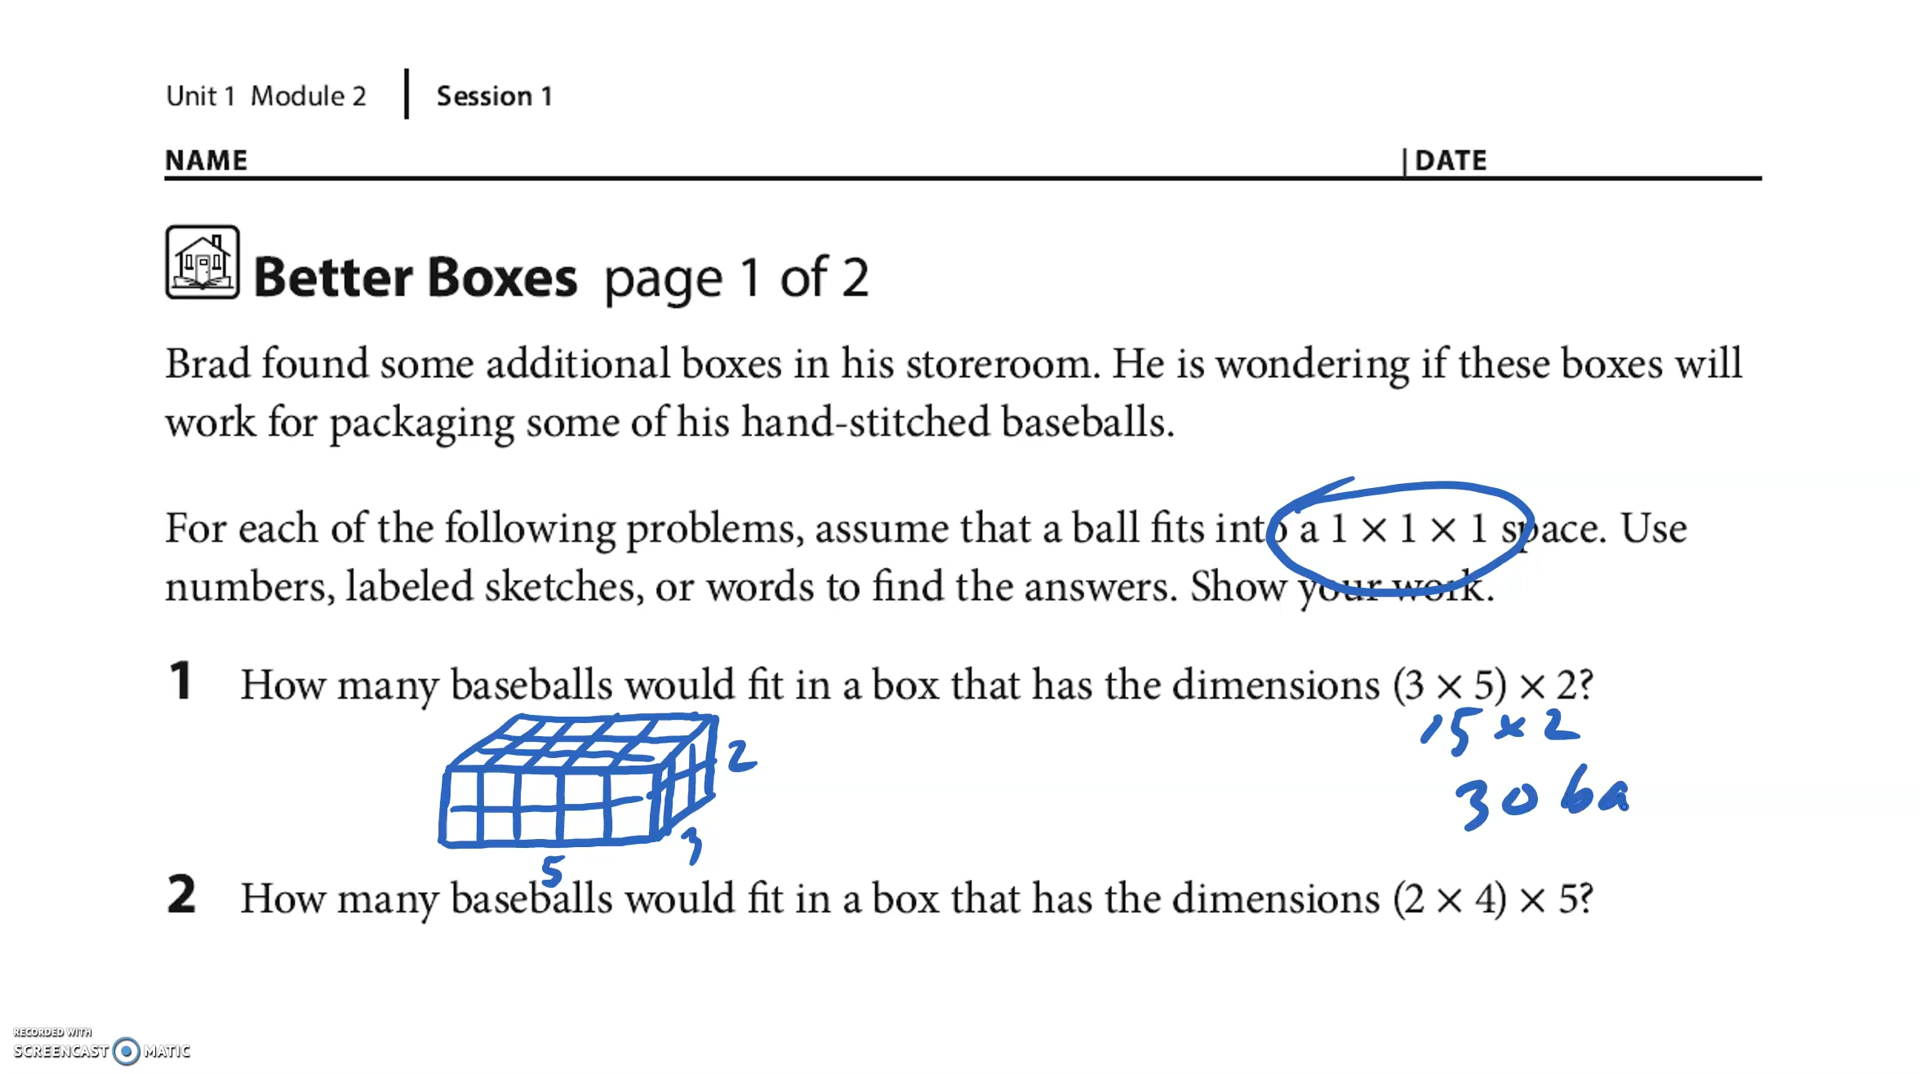 Unit 1 Module 2 | Session 1
NAME | DATE
Better Boxes page 1 of 2
Brad found some additional boxes in his storeroom. He is wondering if these boxes will
work for packaging some of his hand-stitched baseballs.
For each of the following problems, assume that a ball fits into a 1 × 1 × 1 space. Use
numbers, labeled sketches, or words to find the answers. Show your work.
1 How many baseballs would fit in a box that has the dimensions (3 × 5) × 2?
15 × 2
2
30 ba
3
5
2 How many baseballs would fit in a box that has the dimensions (2 × 4) × 5?
RECORDED WITH
SCREENCAST MATIC